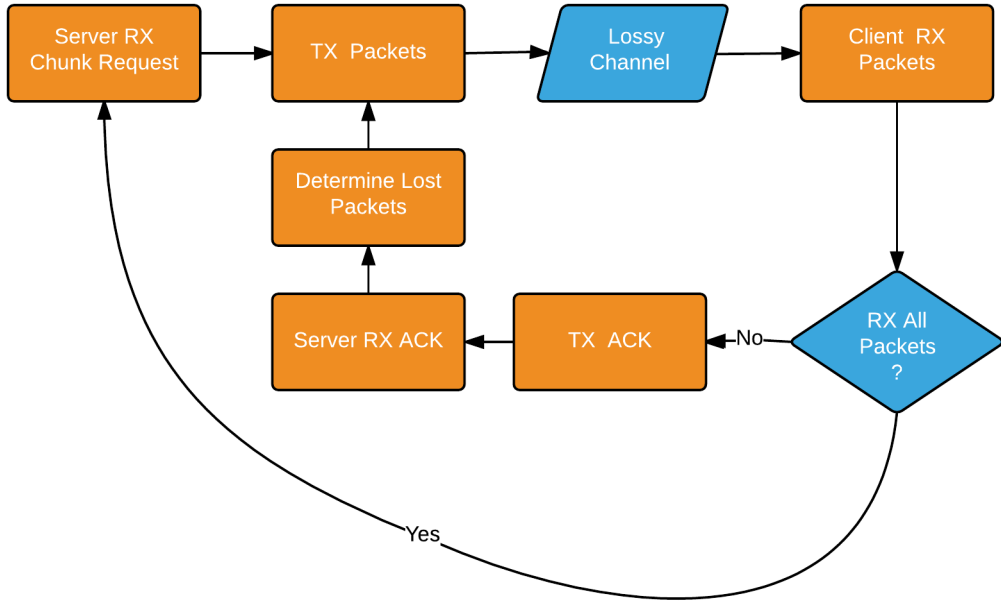 Server RX
Chunk Request
TX Packets
Lossy
Channel
Client RX
Packets
Determine Lost
Packets
Server RX ACK
TX ACK
No
RX All
Packets
?
Yes